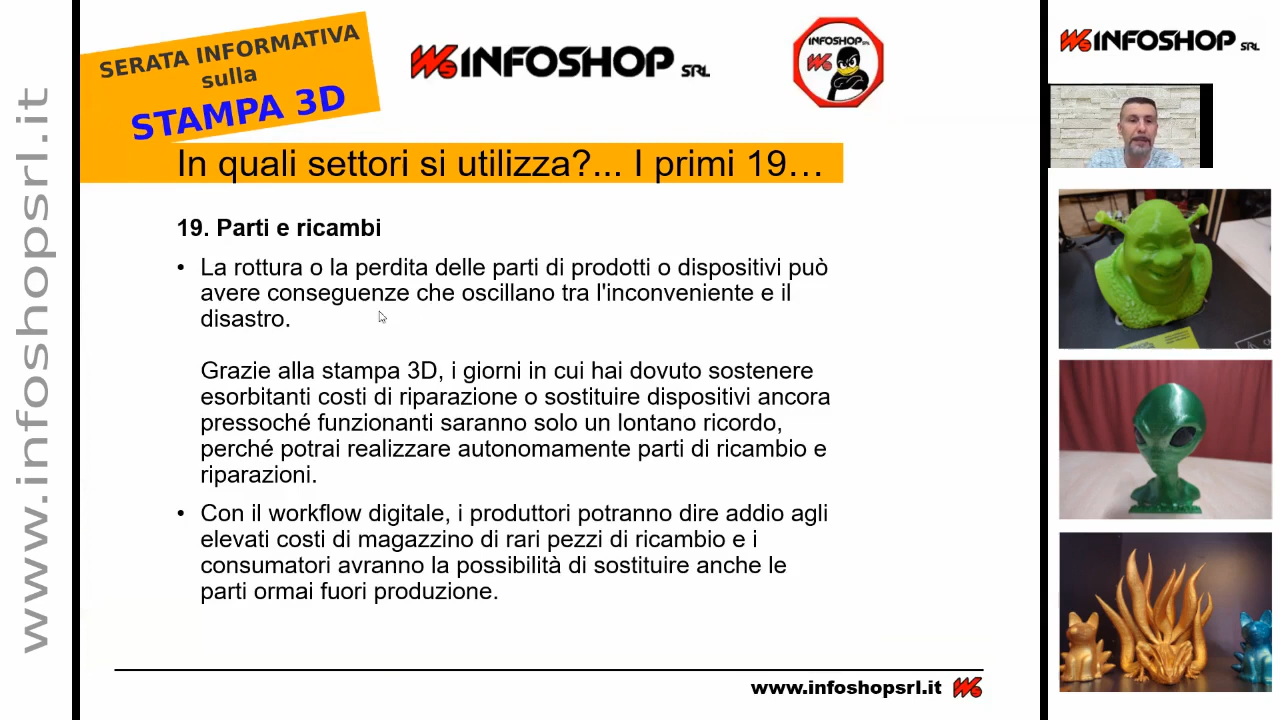 www.infoshopsrl.it
SERATA INFORMATIVA
sulla
STAMPA 3D
WS INFOSHOP SRL
INFOSHOP SRL
WS
In quali settori si utilizza?... I primi 19…
19. Parti e ricambi
• La rottura o la perdita delle parti di prodotti o dispositivi può
avere conseguenze che oscillano tra l'inconveniente e il
disastro.
Grazie alla stampa 3D, i giorni in cui hai dovuto sostenere
esorbitanti costi di riparazione o sostituire dispositivi ancora
pressoché funzionanti saranno solo un lontano ricordo,
perché potrai realizzare autonomamente parti di ricambio e
riparazioni.
• Con il workflow digitale, i produttori potranno dire addio agli
elevati costi di magazzino di rari pezzi di ricambio e i
consumatori avranno la possibilità di sostituire anche le
parti ormai fuori produzione.
www.infoshopsrl.it WS
WS INFOSHOP SRL